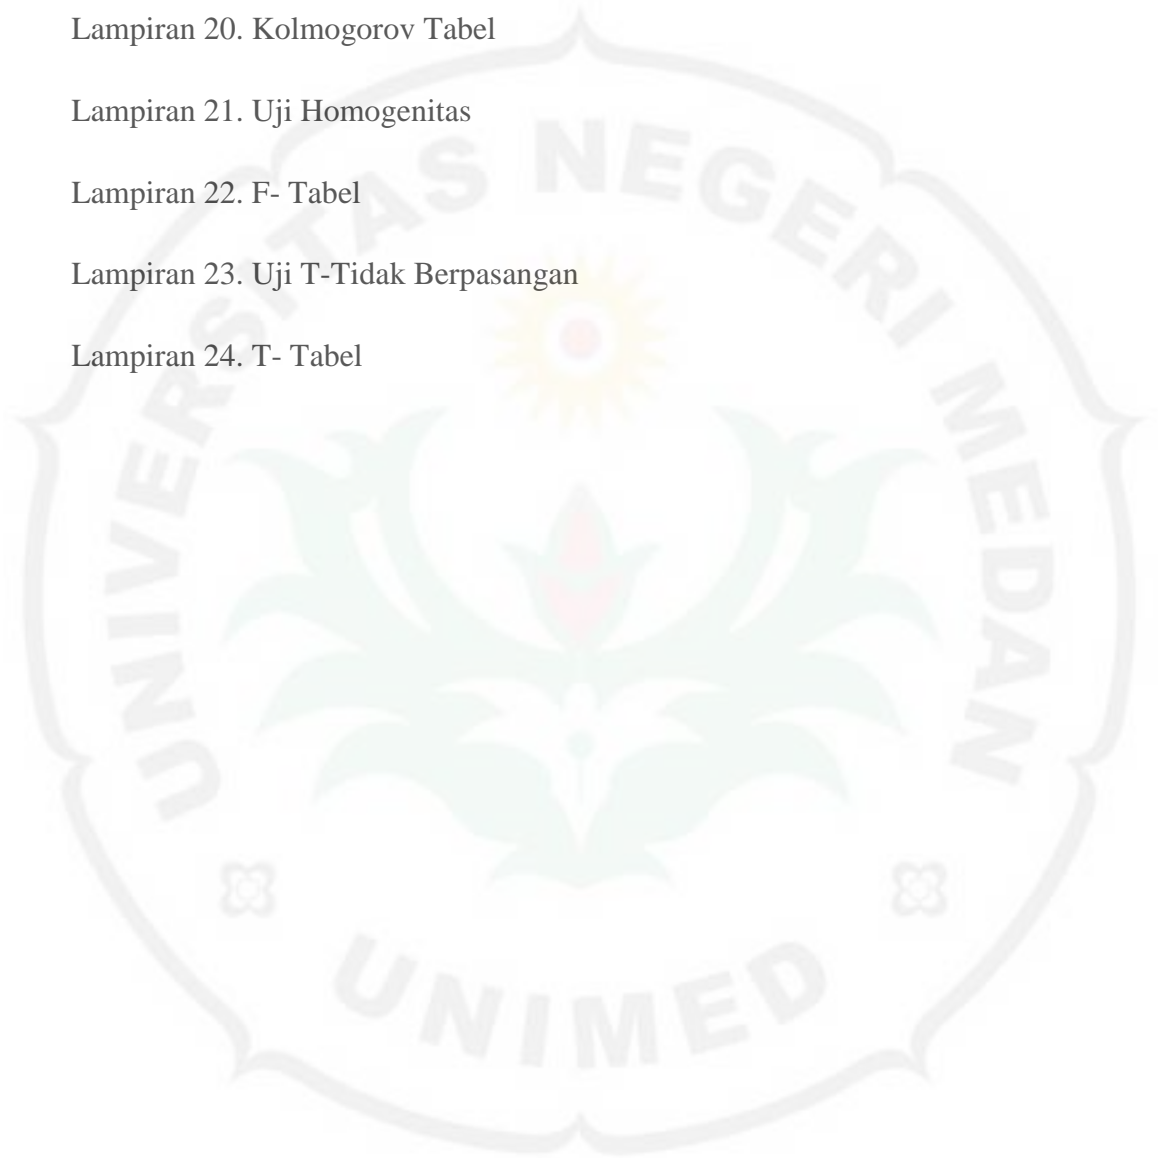 Lampiran 20. Kolmogorov Tabel
Lampiran 21. Uji Homogenitas
Lampiran 22. F- Tabel
Lampiran 23. Uji T-Tidak Berpasangan
Lampiran 24. T- Tabel
UNIVERSITAS NEGERI MEDAN
UNIMED